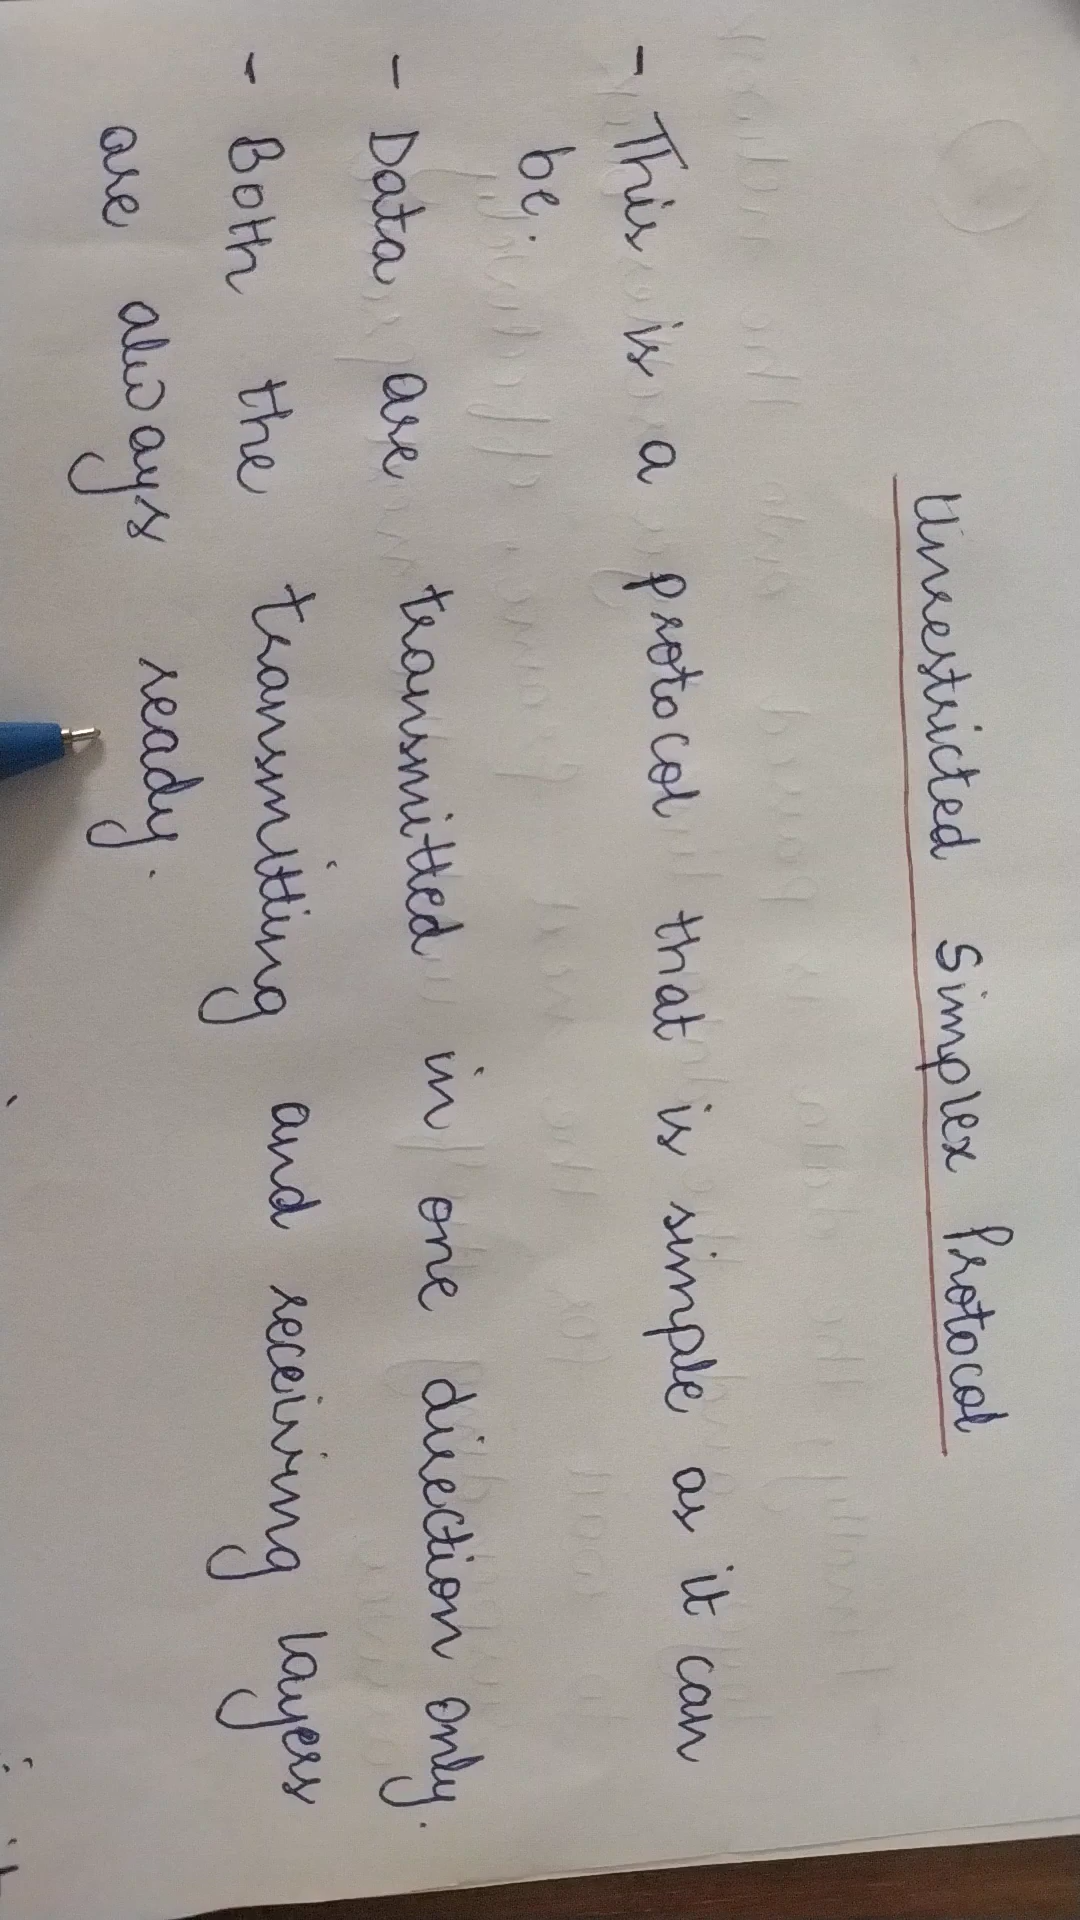 Unrestricted Simplex Protocol
- This is a protocol that is simple as it can
be.
- Data are transmitted in one direction only.
- Both the transmitting and receiving layers
are always ready.